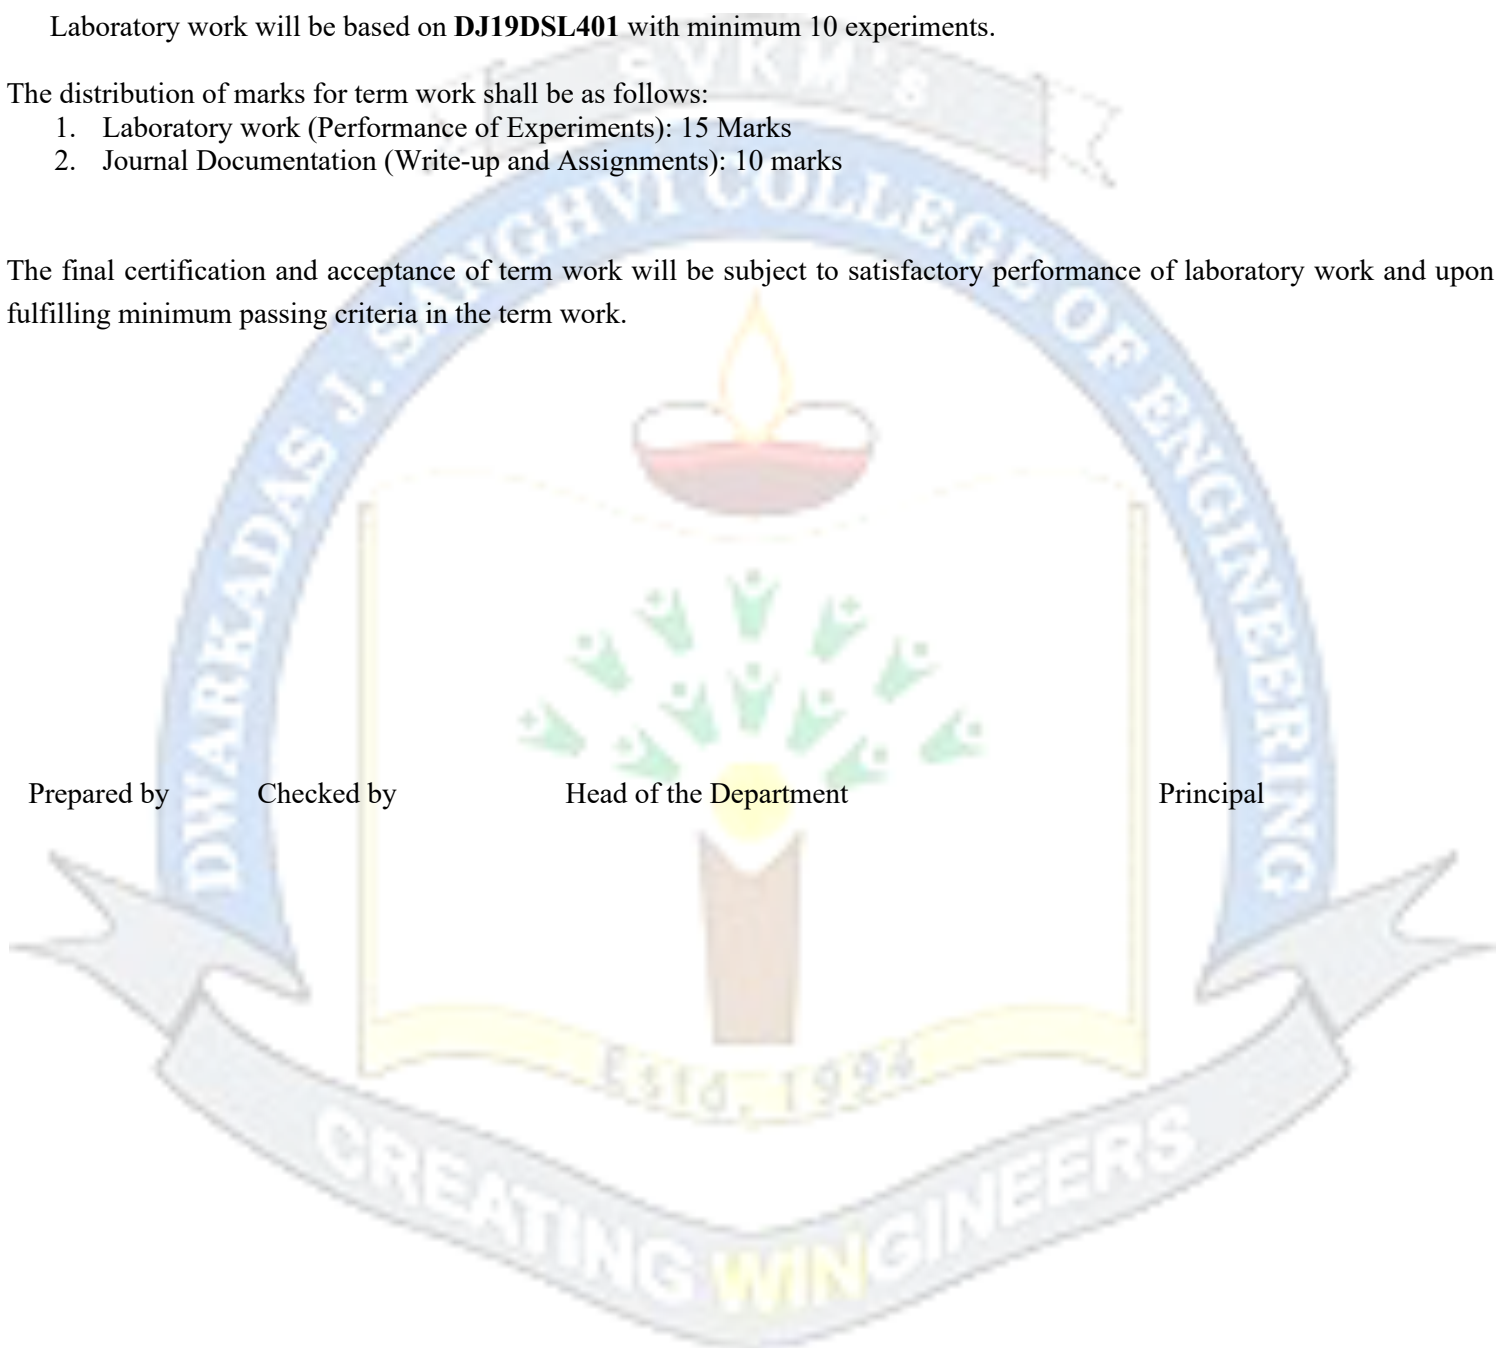 Laboratory work will be based on DJ19DSL401 with minimum 10 experiments.
The distribution of marks for term work shall be as follows:
1. Laboratory work (Performance of Experiments): 15 Marks
2. Journal Documentation (Write-up and Assignments): 10 marks
The final certification and acceptance of term work will be subject to satisfactory performance of laboratory work and upon
fulfilling minimum passing criteria in the term work.
Prepared by Checked by Head of the Department Principal
SVKM's
DWARKADAS J. SANGHVI COLLEGE OF ENGINEERING
Estd. 1994
CREATING WINGINEERS